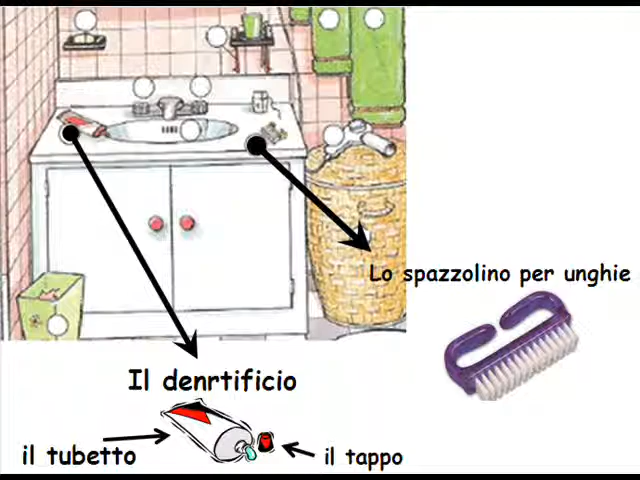 Lo spazzolino per unghie
Il denrtificio
il tubetto
il tappo